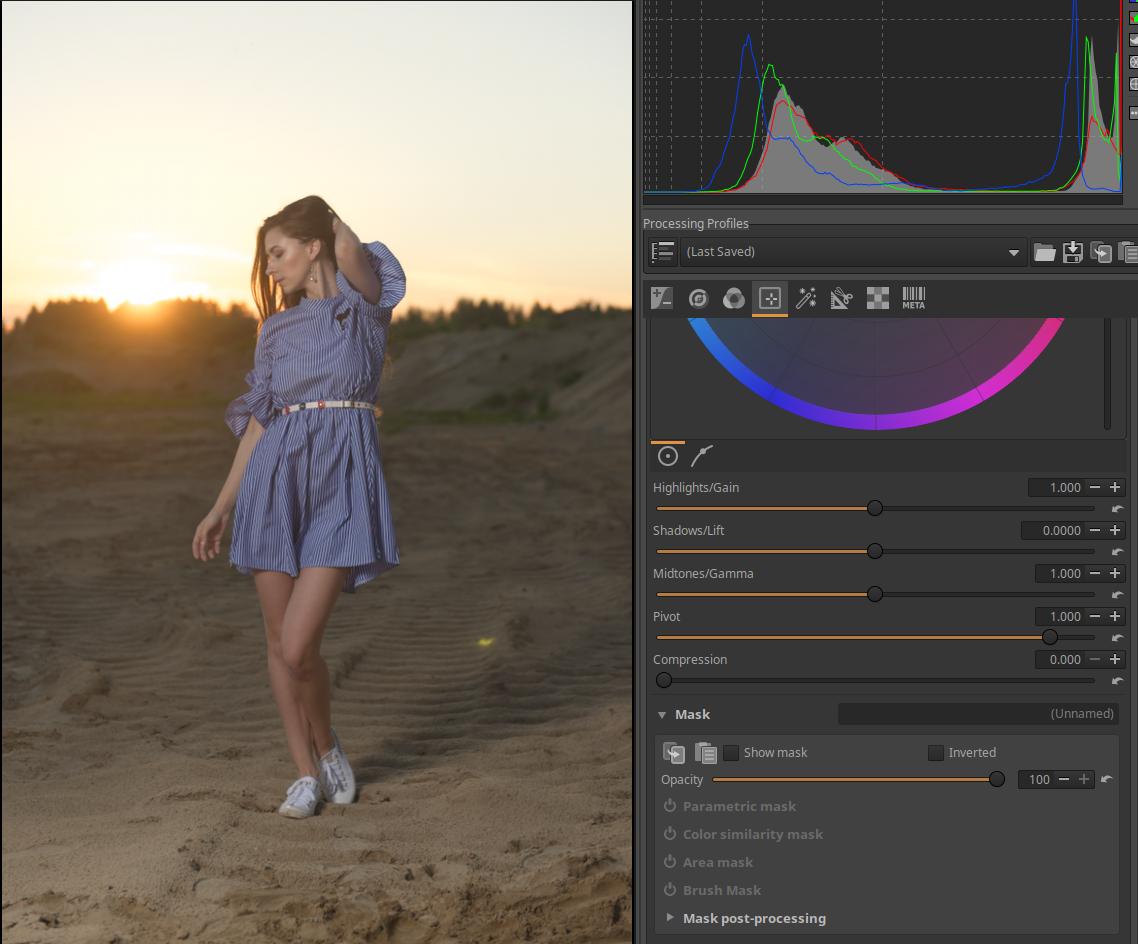 Processing Profiles
(Last Saved)
META
Highlights/Gain 1.000
Shadows/Lift 0.0000
Midtones/Gamma 1.000
Pivot 1.000
Compression 0.000
Mask (Unnamed)
Show mask Inverted
Opacity 100
Parametric mask
Color similarity mask
Area mask
Brush Mask
Mask post-processing